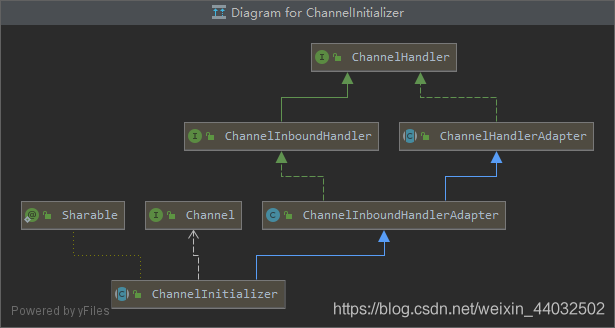 Diagram for ChannelInitializer
ChannelHandler
ChannelInboundHandler
ChannelHandlerAdapter
Sharable
Channel
ChannelInboundHandlerAdapter
ChannelInitializer
Powered by yFiles
https://blog.csdn.net/weixin_44032502